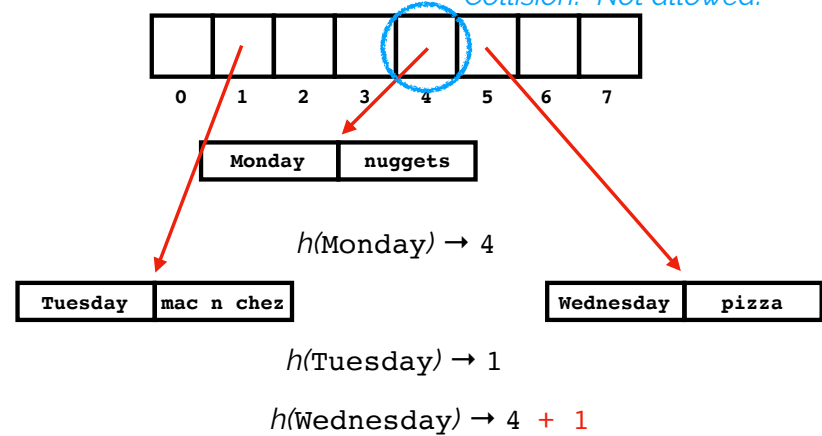 Collision! Not allowed!
0 1 2 3 4 5 6 7
Monday nuggets
h(Monday) → 4
Tuesday mac n chez
Wednesday pizza
h(Tuesday) → 1
h(Wednesday) → 4 + 1